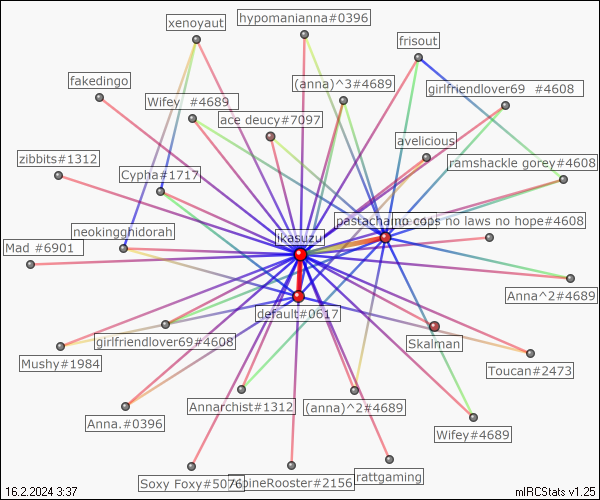 hypomanianna#0396
xenoyaut
frisout
fakedingo
(anna)^3#4689
girlfriendlover69 #4608
Wifey #4689
ace deucy#7097
avelicious
zibbits#1312
ramshackle gorey#4608
Cypha#1717
pastacha
no cops no laws no hope#4608
neokingghidorah
ikasuzu
Mad #6901
Anna^2#4689
default#0617
girlfriendlover69#4608
Skalman
Mushy#1984
Toucan#2473
Anna.#0396
Annarchist#1312
(anna)^2#4689
Wifey#4689
Soxy Foxy#5076
pineRooster#2156
rattgaming
16.2.2024 3:37
mIRCStats v1.25